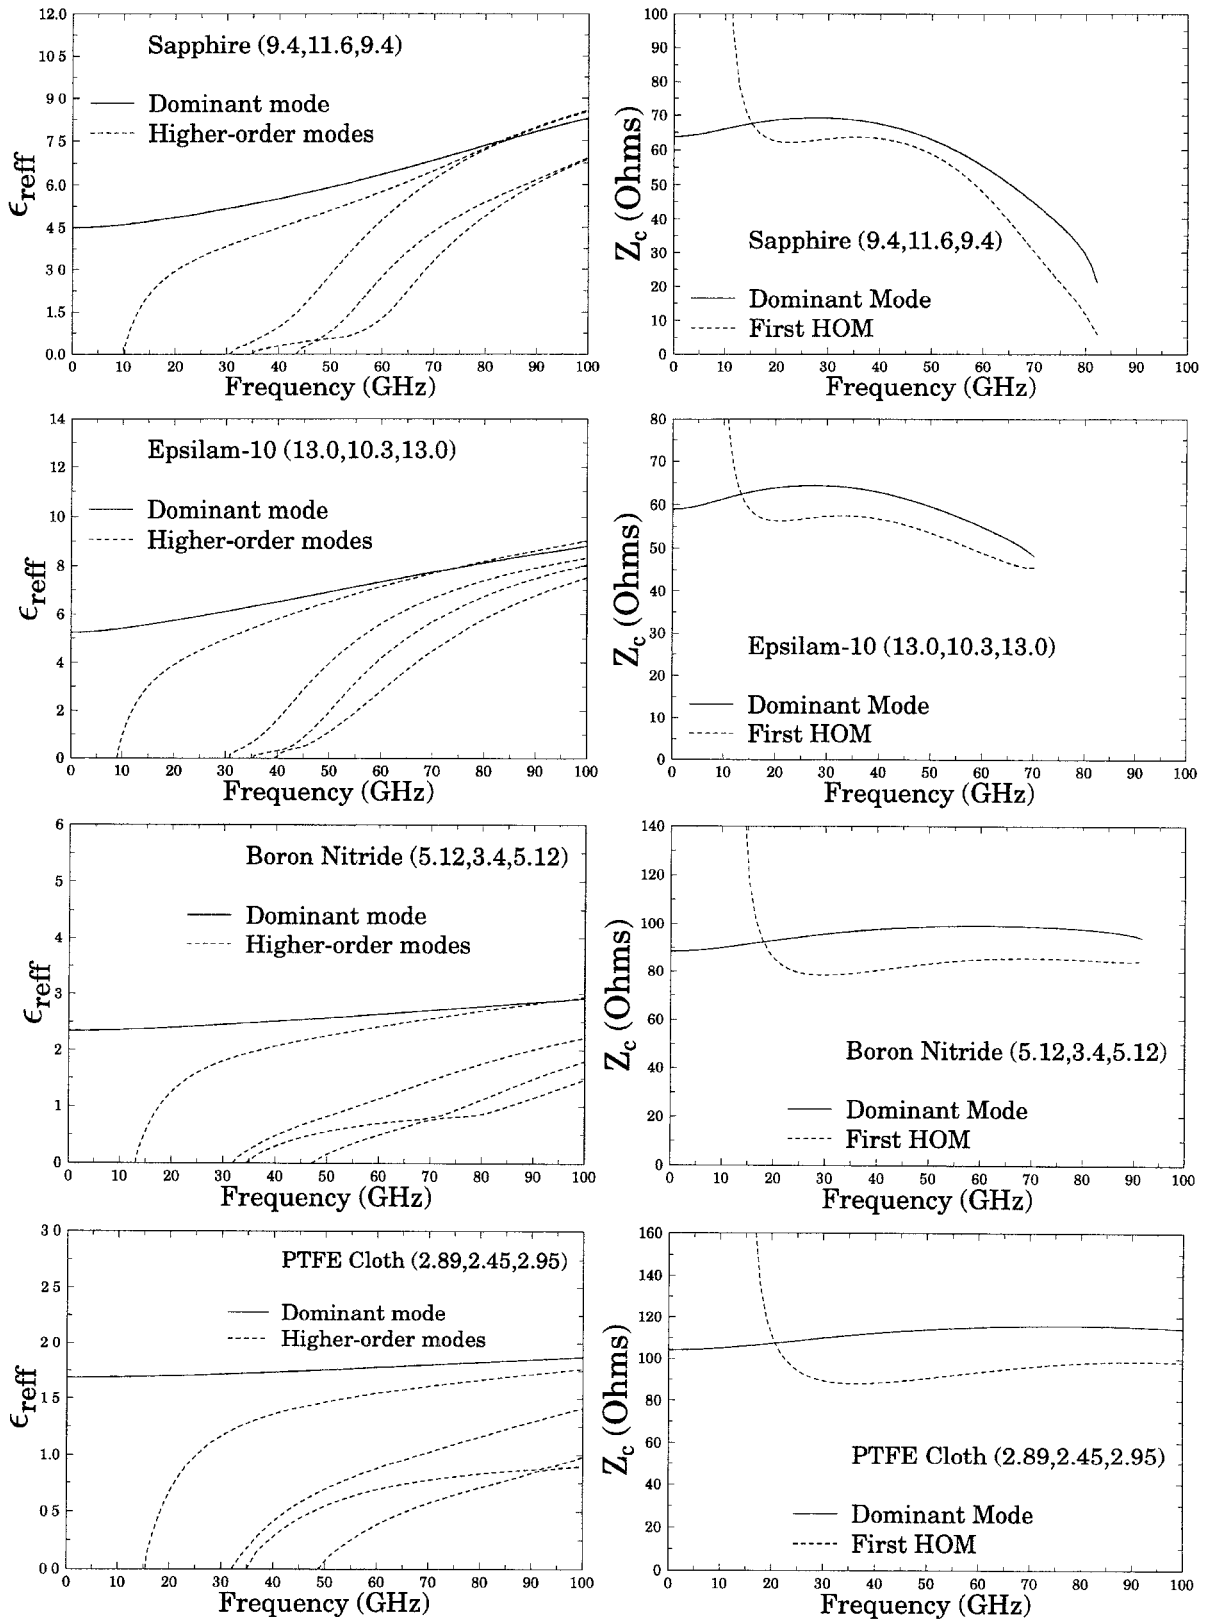 12.0
10.5
9.0
7.5
6.0
4.5
3.0
1.5
0.0
ϵreff
Sapphire (9.4,11.6,9.4)
Dominant mode
Higher-order modes
0 10 20 30 40 50 60 70 80 90 100
Frequency (GHz)
100
90
80
70
60
50
40
30
20
10
0
Zc (Ohms)
Sapphire (9.4,11.6,9.4)
Dominant Mode
First HOM
0 10 20 30 40 50 60 70 80 90 100
Frequency (GHz)
14
12
10
8
6
4
2
0
ϵreff
Epsilam-10 (13.0,10.3,13.0)
Dominant mode
Higher-order modes
0 10 20 30 40 50 60 70 80 90 100
Frequency (GHz)
80
70
60
50
40
30
20
10
0
Zc (Ohms)
Epsilam-10 (13.0,10.3,13.0)
Dominant Mode
First HOM
0 10 20 30 40 50 60 70 80 90 100
Frequency (GHz)
6
5
4
3
2
1
0
ϵreff
Boron Nitride (5.12,3.4,5.12)
Dominant mode
Higher-order modes
0 10 20 30 40 50 60 70 80 90 100
Frequency (GHz)
140
120
100
80
60
40
20
0
Zc (Ohms)
Boron Nitride (5.12,3.4,5.12)
Dominant Mode
First HOM
0 10 20 30 40 50 60 70 80 90 100
Frequency (GHz)
3 0
2 5
2 0
1.5
1.0
0 5
0 0
ϵreff
PTFE Cloth (2.89,2.45,2.95)
Dominant mode
Higher-order modes
0 10 20 30 40 50 60 70 80 90 100
Frequency (GHz)
160
140
120
100
80
60
40
20
0
Zc (Ohms)
PTFE Cloth (2.89,2.45,2.95)
Dominant Mode
First HOM
0 10 20 30 40 50 60 70 80 90 100
Frequency (GHz)